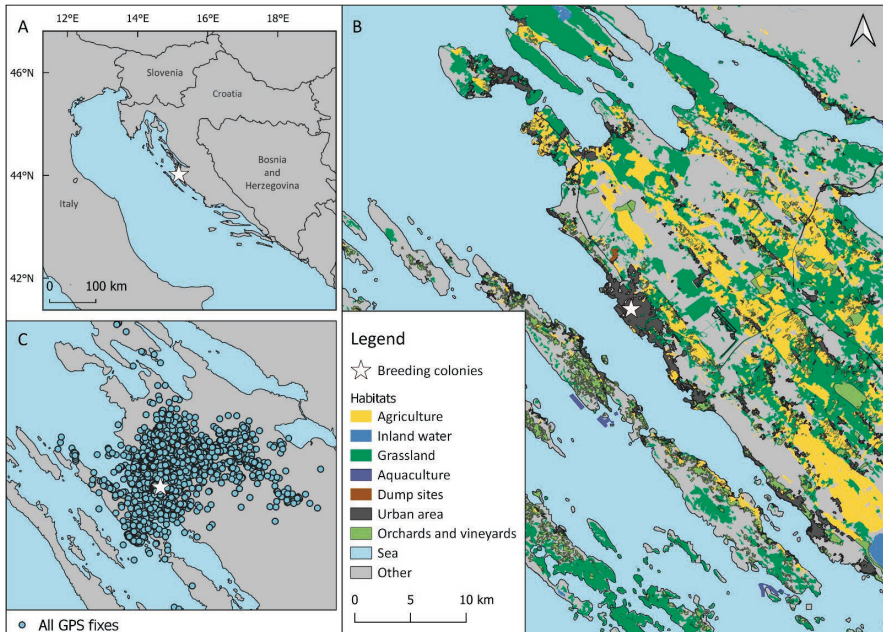 12°E 14°E 16°E 18°E
A
46°N
44°N
42°N
Slovenia
Croatia
Bosnia
and
Herzegovina
Italy
0 100 km
B
C
All GPS fixes
Legend
Breeding colonies
Habitats
Agriculture
Inland water
Grassland
Aquaculture
Dump sites
Urban area
Orchards and vineyards
Sea
Other
0 5 10 km